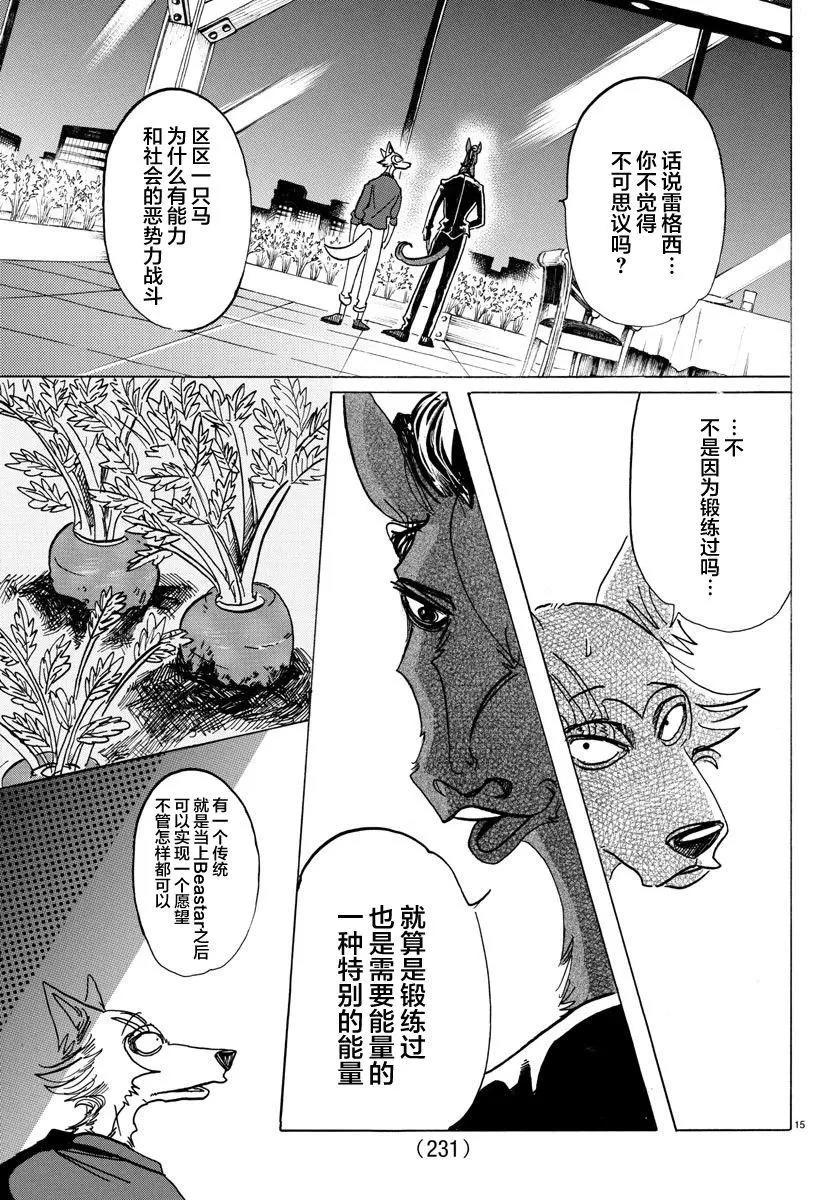 话说雷格西…
你不觉得
不可思议吗？
区区一只马
为什么有能力
和社会的恶势力战斗
…不
不是因为锻练过吗…
就算是锻练过
也是需要能量的
一种特别的能量
有一个传统
就是当上Beastar之后
可以实现一个愿望
不管怎样都可以
15
（231）